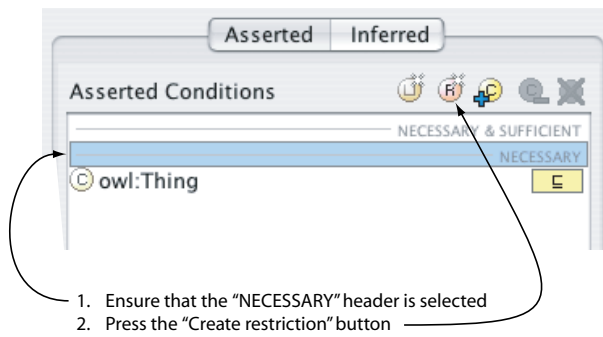 Asserted Inferred
Asserted Conditions
NECESSARY & SUFFICIENT
NECESSARY
C owl:Thing ⊑
1. Ensure that the “NECESSARY” header is selected
2. Press the “Create restriction” button